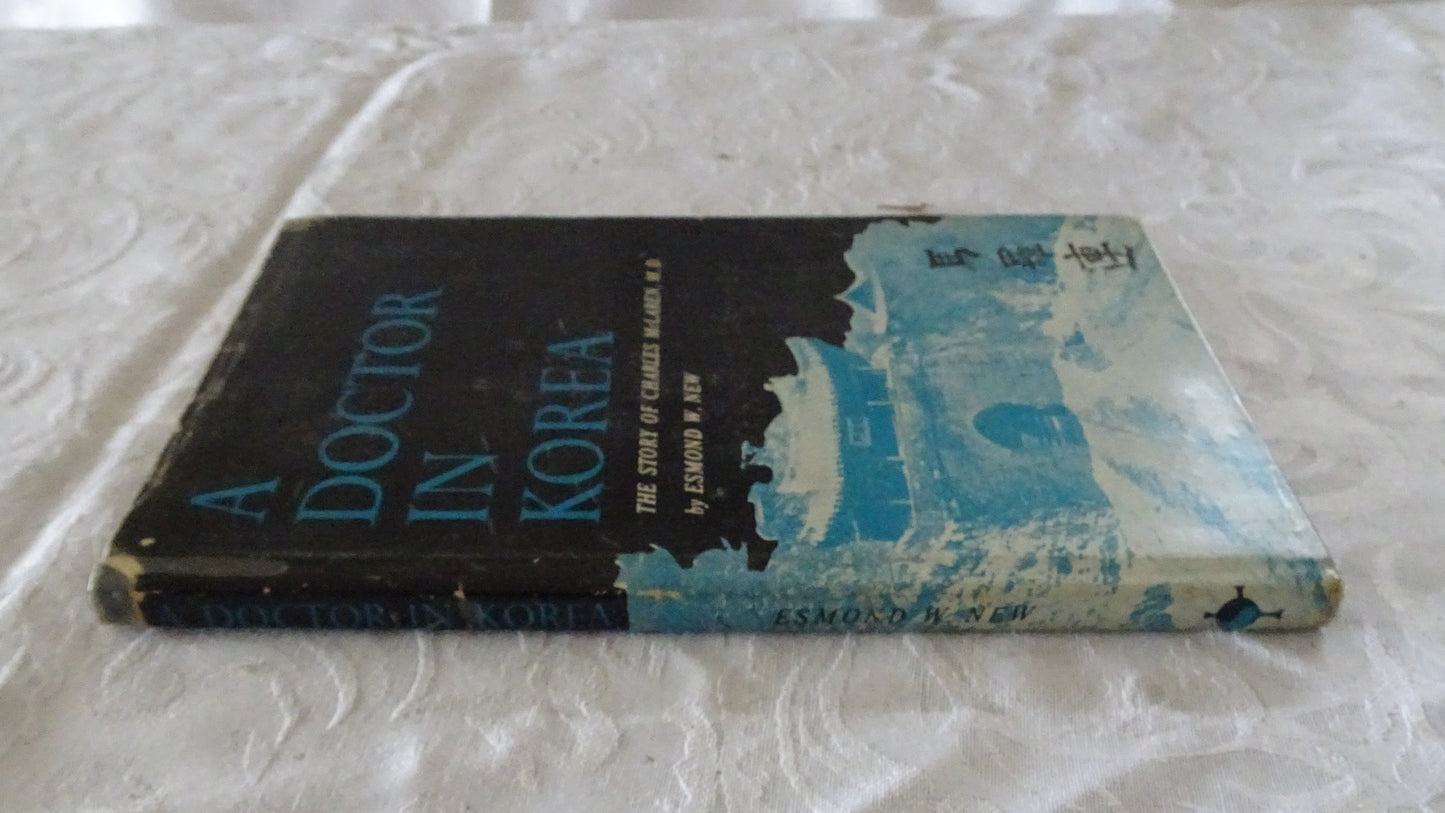 A
DOCTOR
IN
KOREA
THE STORY OF CHARLES McLAREN, M.D.
by ESMOND W. NEW
A DOCTOR IN KOREA
ESMOND W. NEW